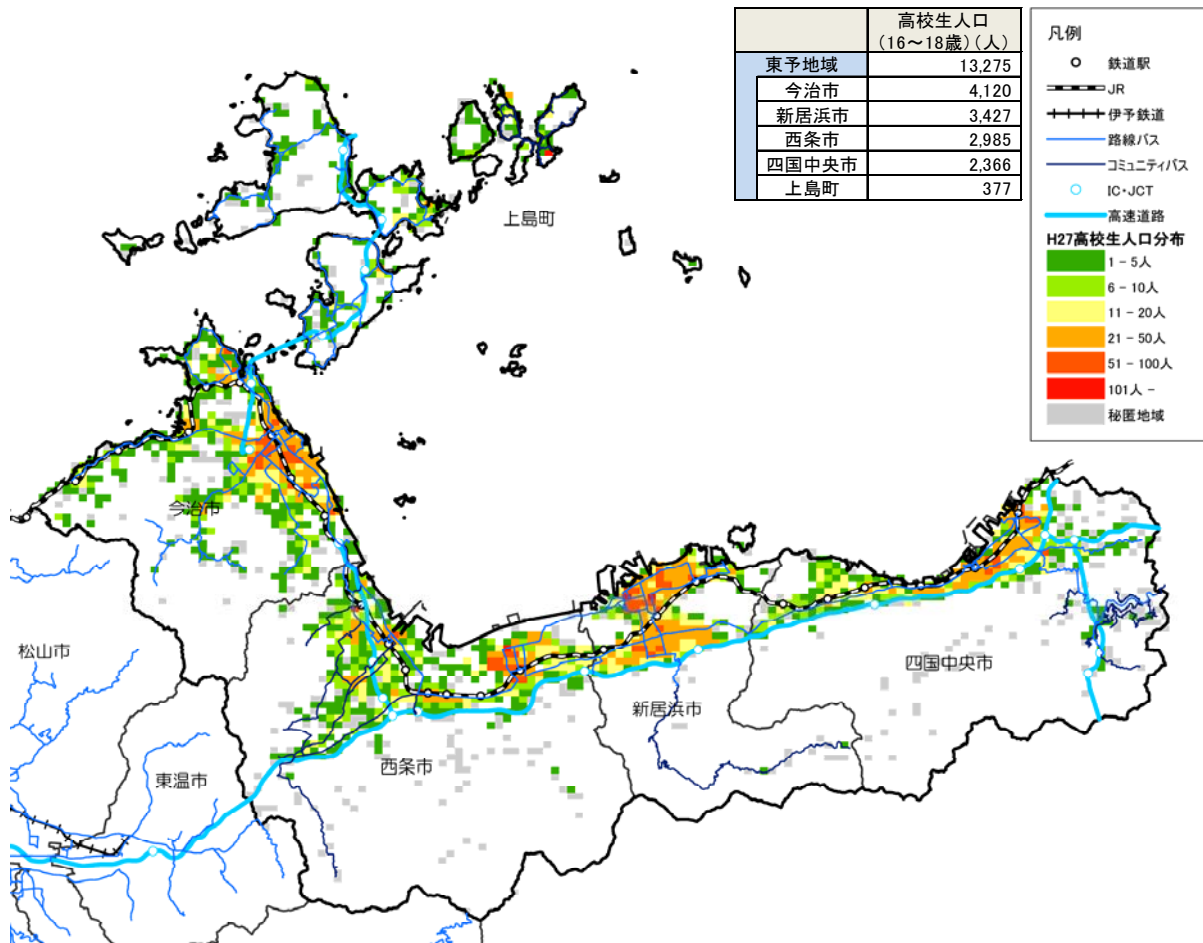 高校生人口
(16～18歳)(人)
東予地域 13,275
今治市 4,120
新居浜市 3,427
西条市 2,985
四国中央市 2,366
上島町 377
凡例
鉄道駅
JR
伊予鉄道
路線バス
コミュニティバス
IC・JCT
高速道路
H27高校生人口分布
1 - 5人
6 - 10人
11 - 20人
21 - 50人
51 - 100人
101人 -
秘匿地域
上島町
今治市
松山市
東温市
西条市
新居浜市
四国中央市